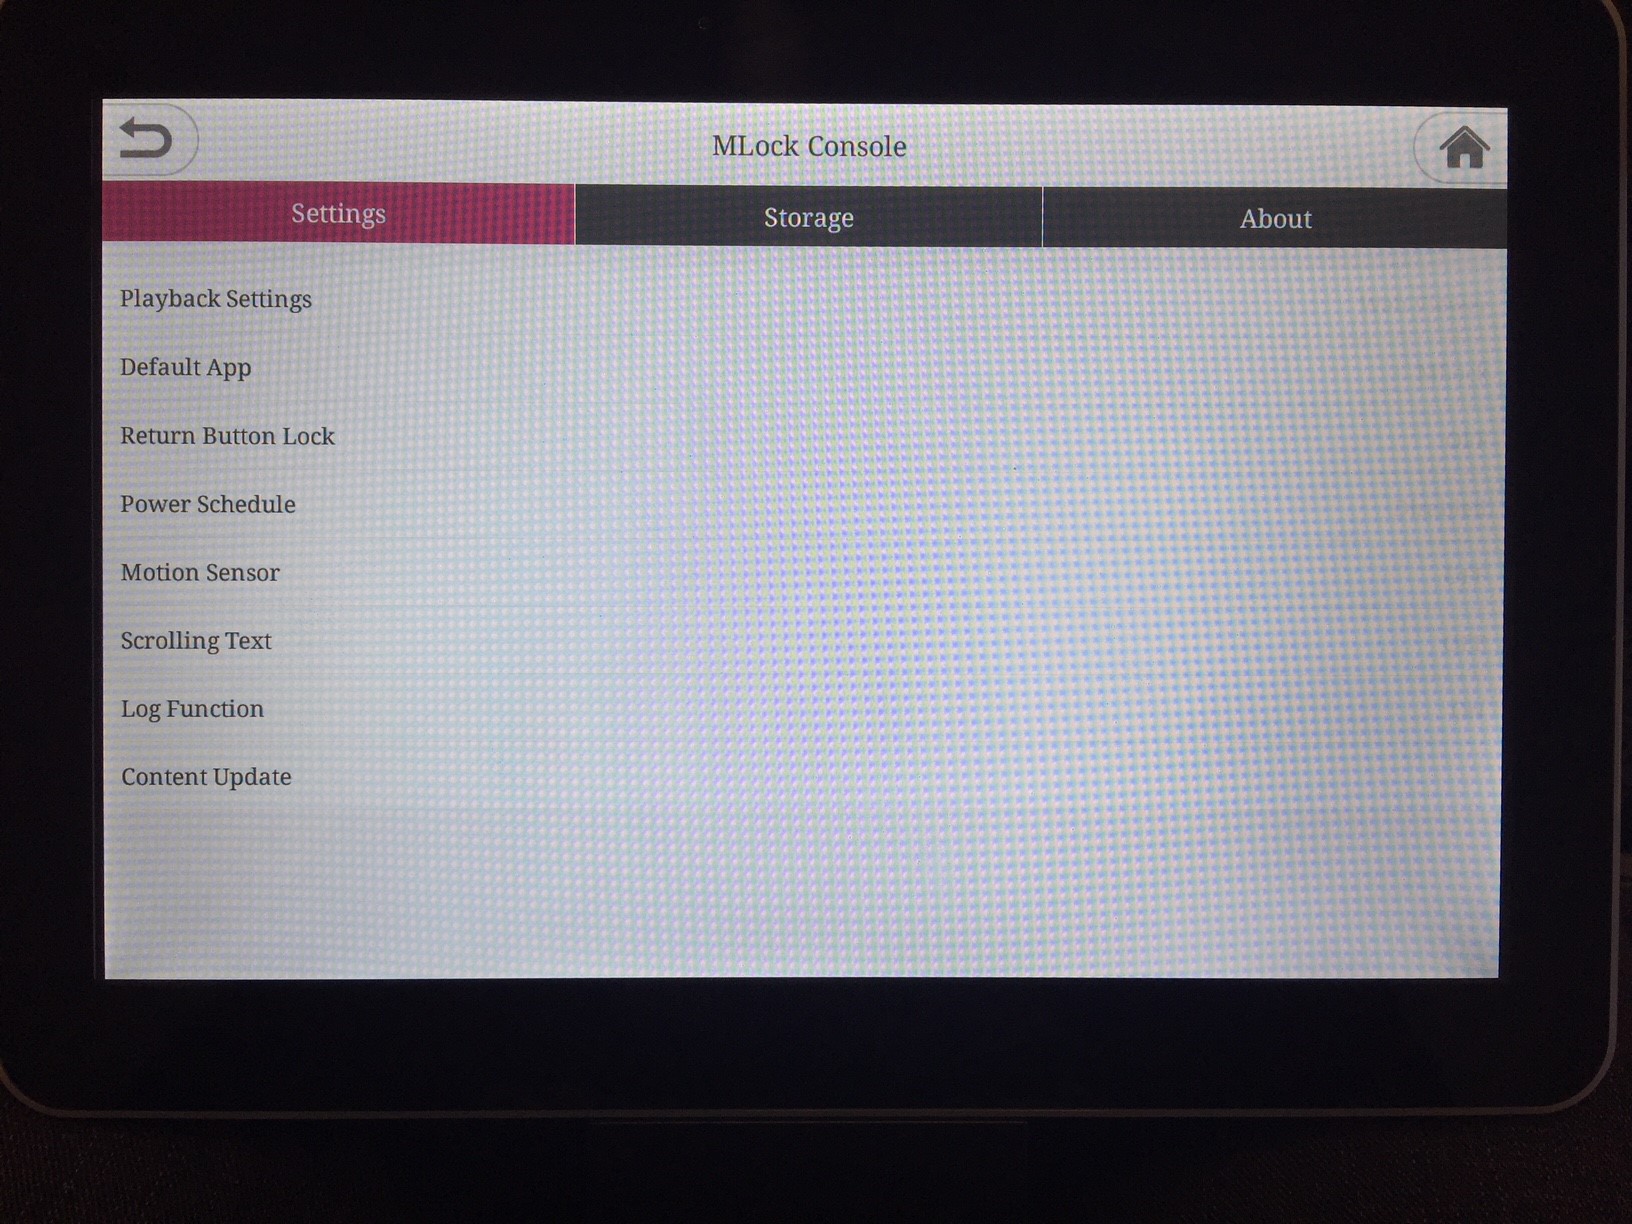 MLock Console
Settings
Storage
About
Playback Settings
Default App
Return Button Lock
Power Schedule
Motion Sensor
Scrolling Text
Log Function
Content Update